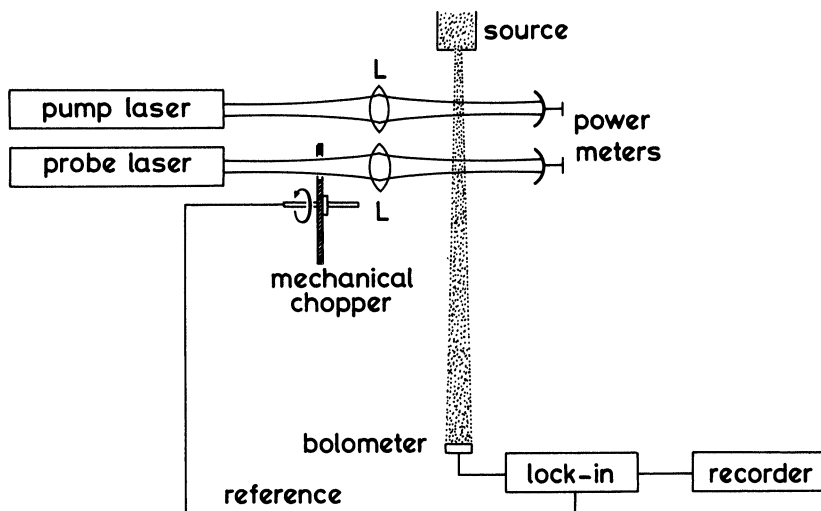 source
L
pump laser
power
meters
probe laser
L
mechanical
chopper
bolometer
lock-in
recorder
reference